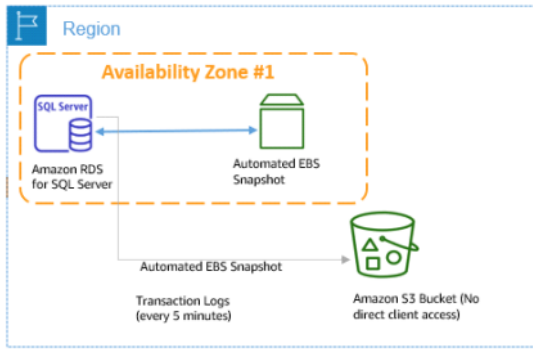 Region
Availability Zone #1
SQL Server
Amazon RDS
for SQL Server
Automated EBS
Snapshot
Automated EBS Snapshot
Transaction Logs
(every 5 minutes)
Amazon S3 Bucket (No
direct client access)